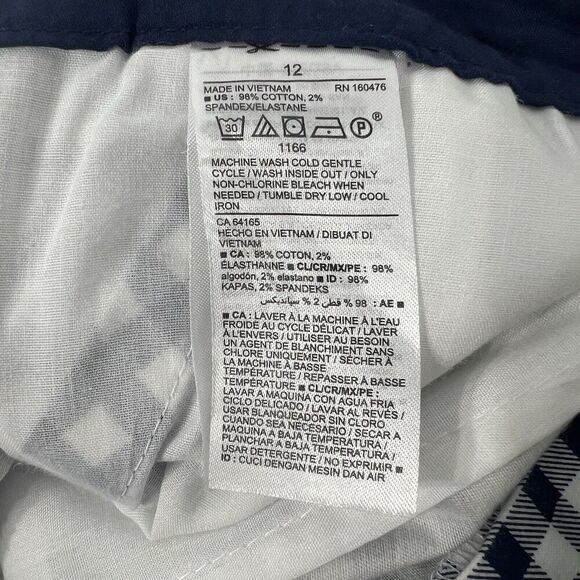 12
MADE IN VIETNAM RN 160476
■ US : 98% COTTON, 2%
SPANDEX/ELASTANE
30 P
1166
MACHINE WASH COLD GENTLE
CYCLE / WASH INSIDE OUT / ONLY
NON-CHLORINE BLEACH WHEN
NEEDED / TUMBLE DRY LOW / COOL
IRON
CA 64165
HECHO EN VIETNAM / DIBUAT DI
VIETNAM
■ CA : 98% COTON, 2%
ÉLASTHANNE ■ CL/CR/MX/PE : 98%
algodón, 2% elastano ■ ID : 98%
KAPAS, 2% SPANDEKS
■ AE : 98 % قطن 2 % سباندیكس
■ CA : LAVER À LA MACHINE À L'EAU
FROIDE AU CYCLE DÉLICAT / LAVER
À L'ENVERS / UTILISER AU BESOIN
UN AGENT DE BLANCHIMENT SANS
CHLORE UNIQUEMENT / SÉCHER À
LA MACHINE À BASSE
TEMPÉRATURE / REPASSER À BASSE
TEMPÉRATURE ■ CL/CR/MX/PE :
LAVAR A MAQUINA CON AGUA FRIA
CICLO DELICADO / LAVAR AL REVÉS /
USAR BLANQUEADOR SIN CLORO
CUANDO SEA NECESARIO / SECAR A
MAQUINA A BAJA TEMPERATURA /
PLANCHAR A BAJA TEMPERATURA /
USAR DETERGENTE / NO EXPRIMIR ■
ID : CUCI DENGAN MESIN DAN AIR